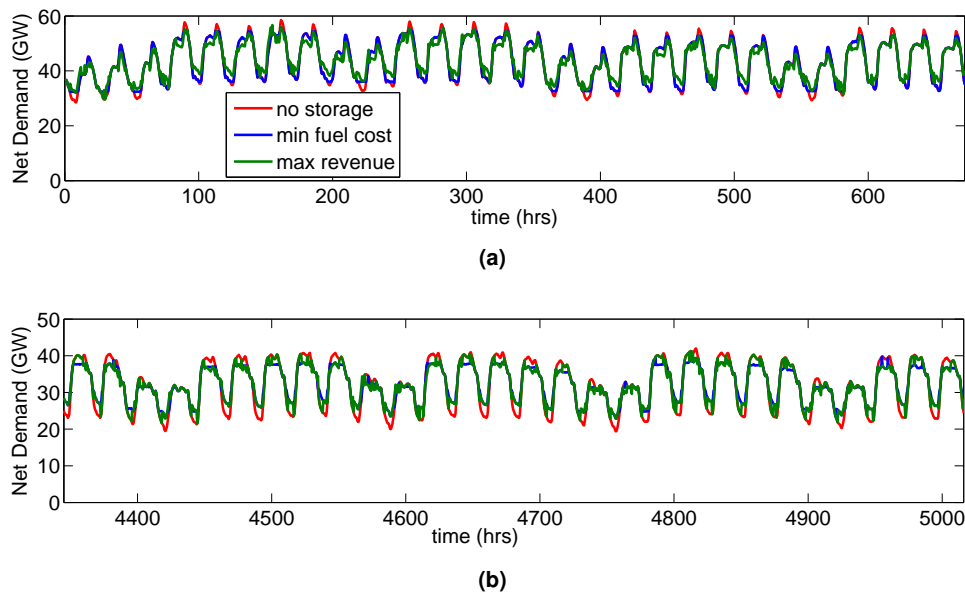 60
40
20
0
Net Demand (GW)
no storage
min fuel cost
max revenue
0 100 200 300 400 500 600
time (hrs)
(a)
50
40
30
20
10
0
Net Demand (GW)
4400 4500 4600 4700 4800 4900 5000
time (hrs)
(b)